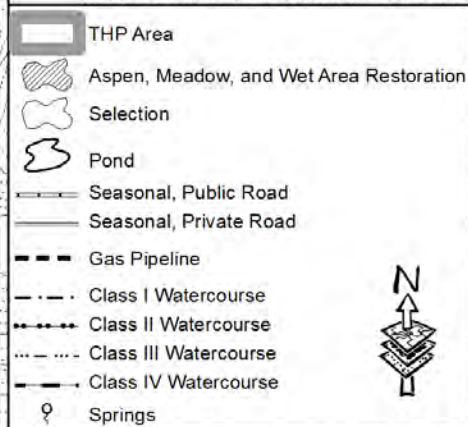 THP Area
Aspen, Meadow, and Wet Area Restoration
Selection
Pond
Seasonal, Public Road
Seasonal, Private Road
Gas Pipeline
Class I Watercourse
Class II Watercourse
Class III Watercourse
Class IV Watercourse
Springs
N